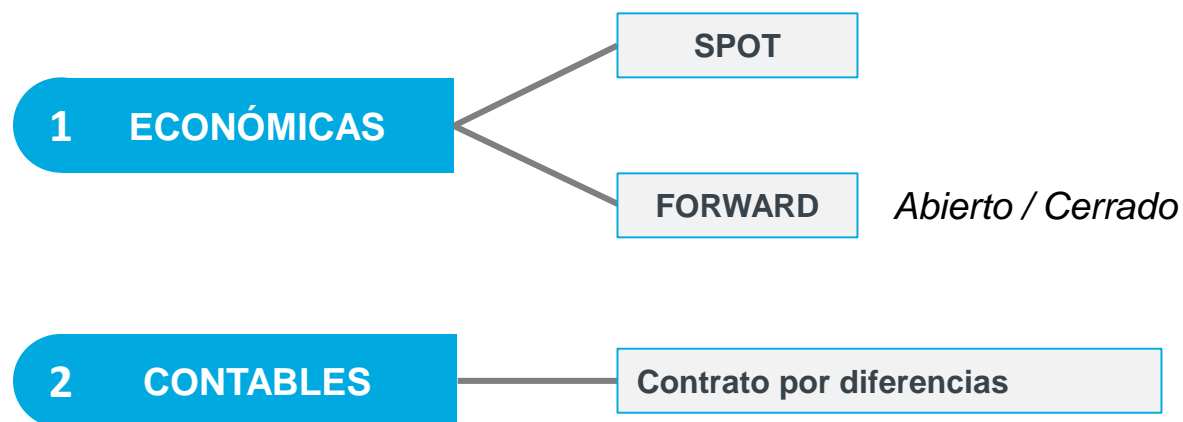 SPOT
1 ECONÓMICAS
FORWARD Abierto / Cerrado
2 CONTABLES Contrato por diferencias